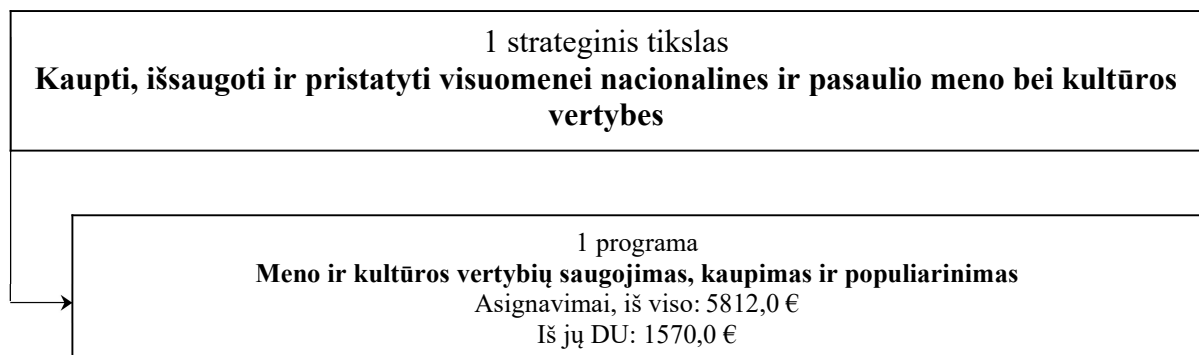 1 strateginis tikslas
Kaupti, išsaugoti ir pristatyti visuomenei nacionalines ir pasaulio meno bei kultūros
vertybes
1 programa
Meno ir kultūros vertybių saugojimas, kaupimas ir populiarinimas
Asignavimai, iš viso: 5812,0 €
Iš jų DU: 1570,0 €